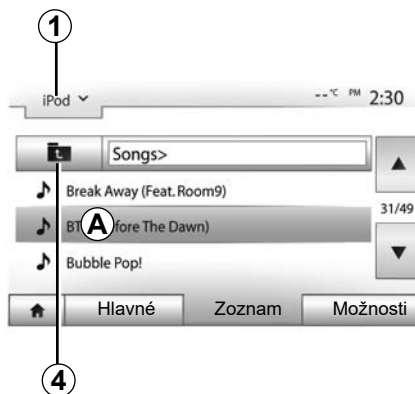 1
iPod --°C PM 2:30
Songs>
Break Away (Feat. Room9)
31/49
A
fore The Dawn)
Bubble Pop!
Hlavné Zoznam Možnosti
4